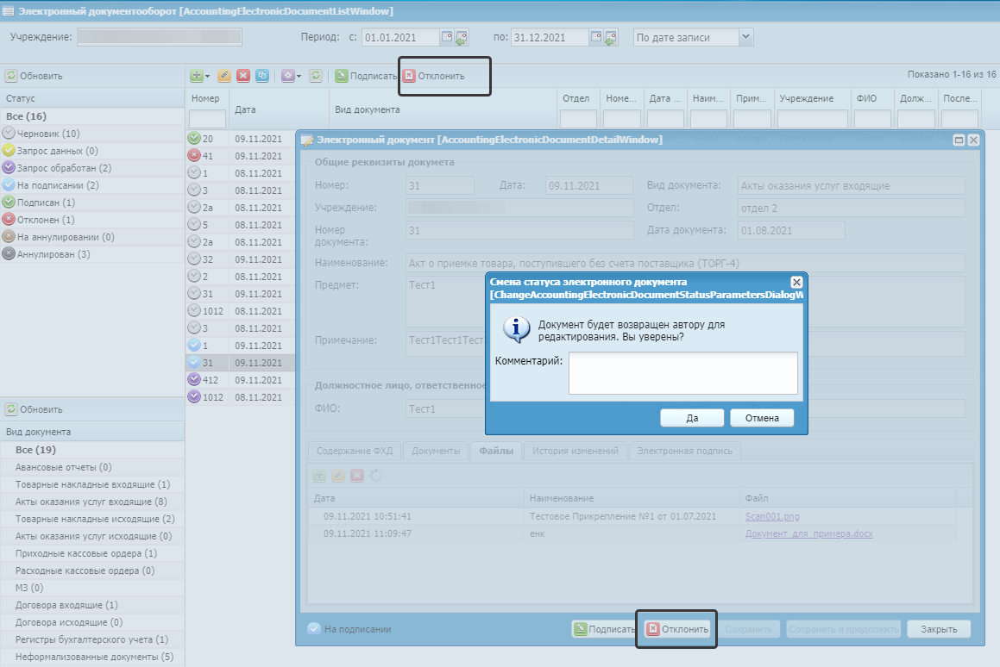 Электронный документооборот [AccountingElectronicDocumentListWindow]
Учреждение: Период: с: 01.01.2021 по: 31.12.2021 По дате записи
Обновить Подписать Отклонить Показано 1-16 из 16
Статус
Все (16)
Черновик (10)
Запрос данных (0)
Запрос обработан (2)
На подписании (2)
Подписан (1)
Отклонен (1)
На аннулировании (0)
Аннулирован (3)
Обновить
Вид документа
Все (19)
Авансовые отчеты (0)
Товарные накладные входящие (1)
Акты оказания услуг входящие (8)
Товарные накладные исходящие (2)
Акты оказания услуг исходящие (0)
Приходные кассовые ордера (1)
Расходные кассовые ордера (0)
МЗ (0)
Договора входящие (1)
Договора исходящие (0)
Регистры бухгалтерского учета (1)
Неформализованные документы (5)
Номер Дата Вид документа Отдел Номе... Дата ... Наим... Прим... Учреждение ФИО Долж... После...
20 09.11.2021
41 09.11.2021
1 08.11.2021
3 08.11.2021
2а 08.11.2021
5 08.11.2021
2а 08.11.2021
32 09.11.2021
2 08.11.2021
31 09.11.2021
1012 08.11.2021
3 08.11.2021
1 09.11.2021
31 09.11.2021
412 09.11.2021
1012 08.11.2021
Электронный документ [AccountingElectronicDocumentDetailWindow]
Общие реквизиты докумета
Номер: 31 Дата: 09.11.2021 Вид документа: Акты оказания услуг входящие
Учреждение: Отдел: отдел 2
Номер документа: 31 Дата документа: 01.08.2021
Наименование: Акт о приемке товара, поступившего без счета поставщика (ТОРГ-4)
Предмет: Тест1
Примечание: Тест1Тест1Тест
Должностное лицо, ответственное
ФИО: Тест1
Смена статуса электронного документа
[ChangeAccountingElectronicDocumentStatusParametersDialogW
Документ будет возвращен автору для
редактирования. Вы уверены?
Комментарий:
Да Отмена
Содержание ФХД Документы Файлы История изменений Электронная подпись
Дата Наименование Файл
09.11.2021 10:51:41 Тестовое Прикрепление №1 от 01.07.2021 Scan001.png
09.11.2021 11:09:47 енк Документ_для_примера.docx
На подписании Подписать Отклонить Сохранить Сохранить и продолжить Закрыть